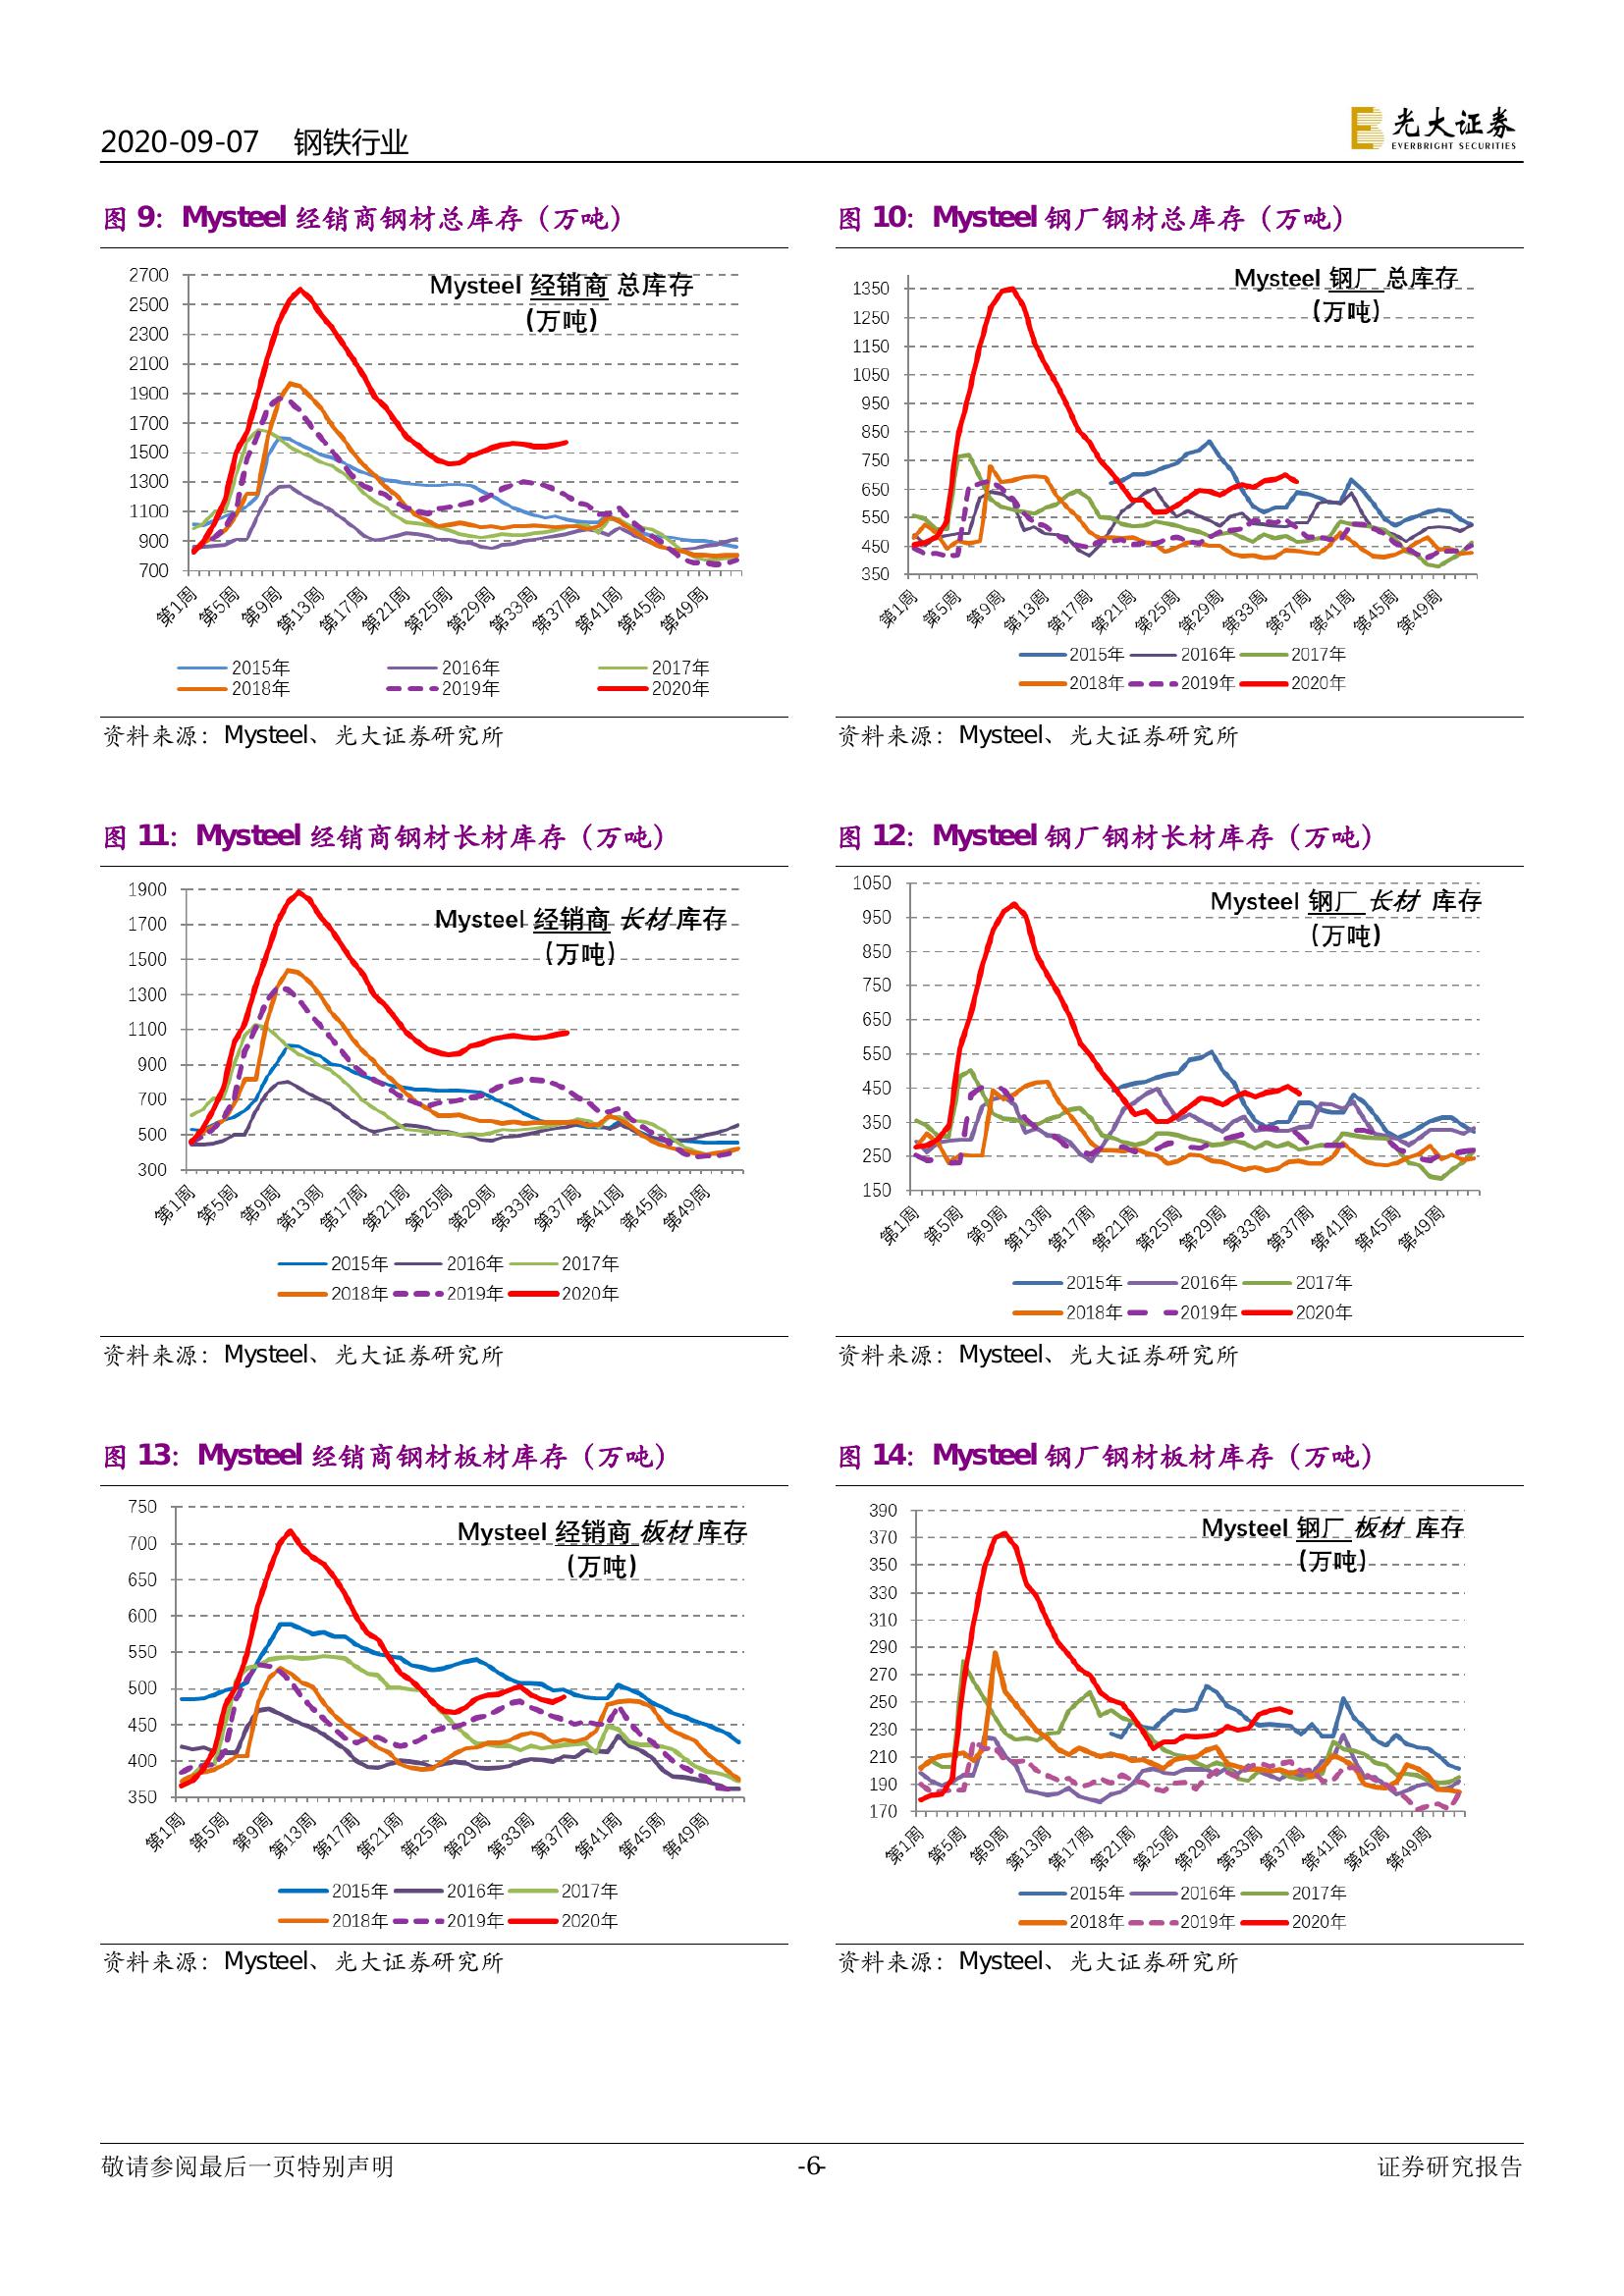 2020-09-07 钢铁行业
光大证券
EVERBRIGHT SECURITIES
图 9：Mysteel 经销商钢材总库存（万吨）
Mysteel 经销商 总库存
（万吨）
2700
2500
2300
2100
1900
1700
1500
1300
1100
900
700
第1周 第5周 第9周 第13周 第17周 第21周 第25周 第29周 第33周 第37周 第41周 第45周 第49周
2015年 2016年 2017年
2018年 2019年 2020年
资料来源：Mysteel、光大证券研究所
图 10：Mysteel 钢厂钢材总库存（万吨）
Mysteel 钢厂 总库存
（万吨）
1350
1250
1150
1050
950
850
750
650
550
450
350
第1周 第5周 第9周 第13周 第17周 第21周 第25周 第29周 第33周 第37周 第41周 第45周 第49周
2015年 2016年 2017年
2018年 2019年 2020年
资料来源：Mysteel、光大证券研究所
图 11：Mysteel 经销商钢材长材库存（万吨）
Mysteel 经销商 长材 库存
（万吨）
1900
1700
1500
1300
1100
900
700
500
300
第1周 第5周 第9周 第13周 第17周 第21周 第25周 第29周 第33周 第37周 第41周 第45周 第49周
2015年 2016年 2017年
2018年 2019年 2020年
资料来源：Mysteel、光大证券研究所
图 12：Mysteel 钢厂钢材长材库存（万吨）
Mysteel 钢厂 长材 库存
（万吨）
1050
950
850
750
650
550
450
350
250
150
第1周 第5周 第9周 第13周 第17周 第21周 第25周 第29周 第33周 第37周 第41周 第45周 第49周
2015年 2016年 2017年
2018年 2019年 2020年
资料来源：Mysteel、光大证券研究所
图 13：Mysteel 经销商钢材板材库存（万吨）
Mysteel 经销商 板材 库存
（万吨）
750
700
650
600
550
500
450
400
350
第1周 第5周 第9周 第13周 第17周 第21周 第25周 第29周 第33周 第37周 第41周 第45周 第49周
2015年 2016年 2017年
2018年 2019年 2020年
资料来源：Mysteel、光大证券研究所
图 14：Mysteel 钢厂钢材板材库存（万吨）
Mysteel 钢厂 板材 库存
（万吨）
390
370
350
330
310
290
270
250
230
210
190
170
第1周 第5周 第9周 第13周 第17周 第21周 第25周 第29周 第33周 第37周 第41周 第45周 第49周
2015年 2016年 2017年
2018年 2019年 2020年
资料来源：Mysteel、光大证券研究所
敬请参阅最后一页特别声明 -6- 证券研究报告